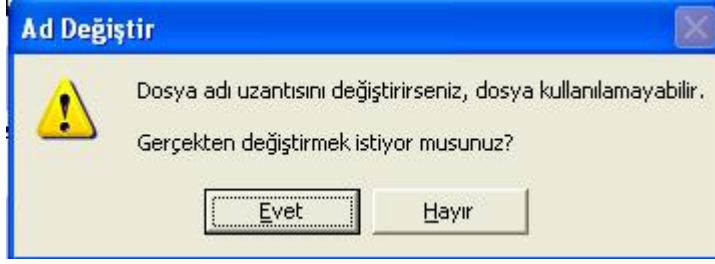 Ad Değiştir
Dosya adı uzantısını değiştirirseniz, dosya kullanılamayabilir.
Gerçekten değiştirmek istiyor musunuz?
Evet
Hayır